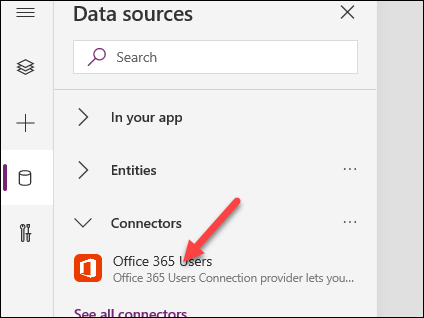 Data sources
Search
In your app
Entities
Connectors
Office 365 Users
Office 365 Users Connection provider lets you...
See all connectors